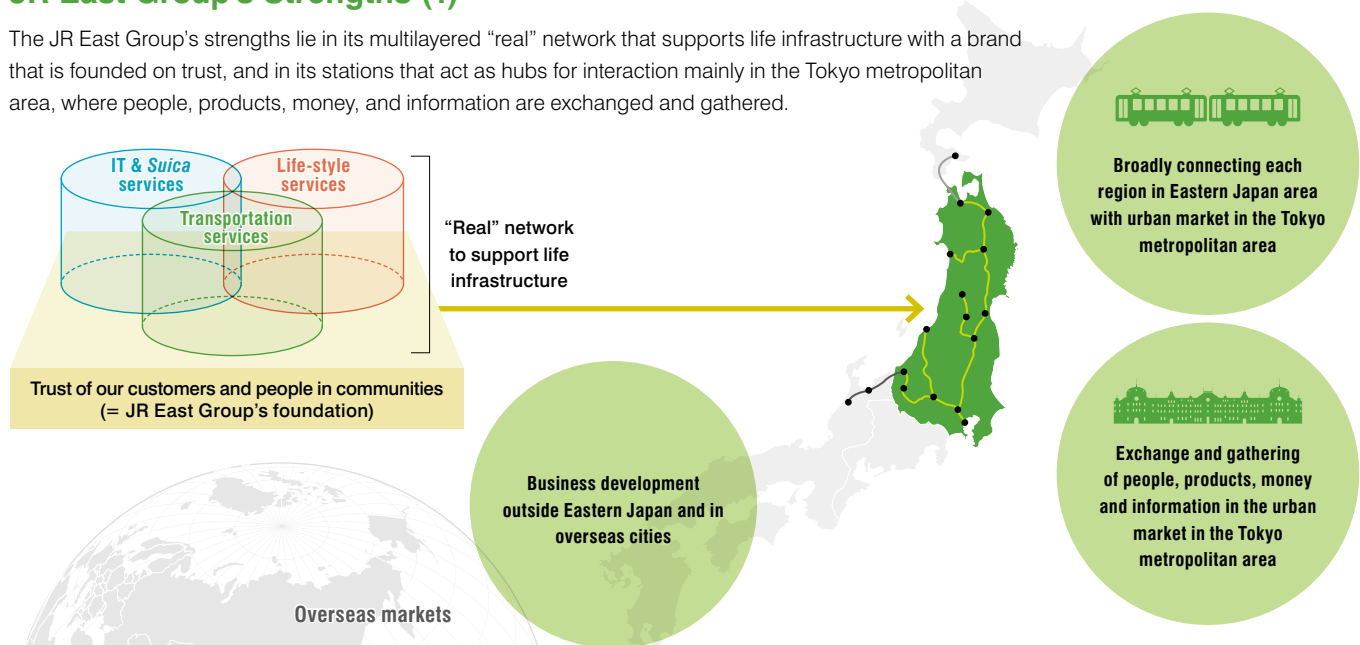 JR East Group's Strengths (1)
The JR East Group's strengths lie in its multilayered “real” network that supports life infrastructure with a brand
that is founded on trust, and in its stations that act as hubs for interaction mainly in the Tokyo metropolitan
area, where people, products, money, and information are exchanged and gathered.
IT & Suica
services
Life-style
services
Transportation
services
“Real” network
to support life
infrastructure
Trust of our customers and people in communities
(= JR East Group's foundation)
Broadly connecting each
region in Eastern Japan area
with urban market in the Tokyo
metropolitan area
Exchange and gathering
of people, products, money
and information in the urban
market in the Tokyo
metropolitan area
Business development
outside Eastern Japan and in
overseas cities
Overseas markets